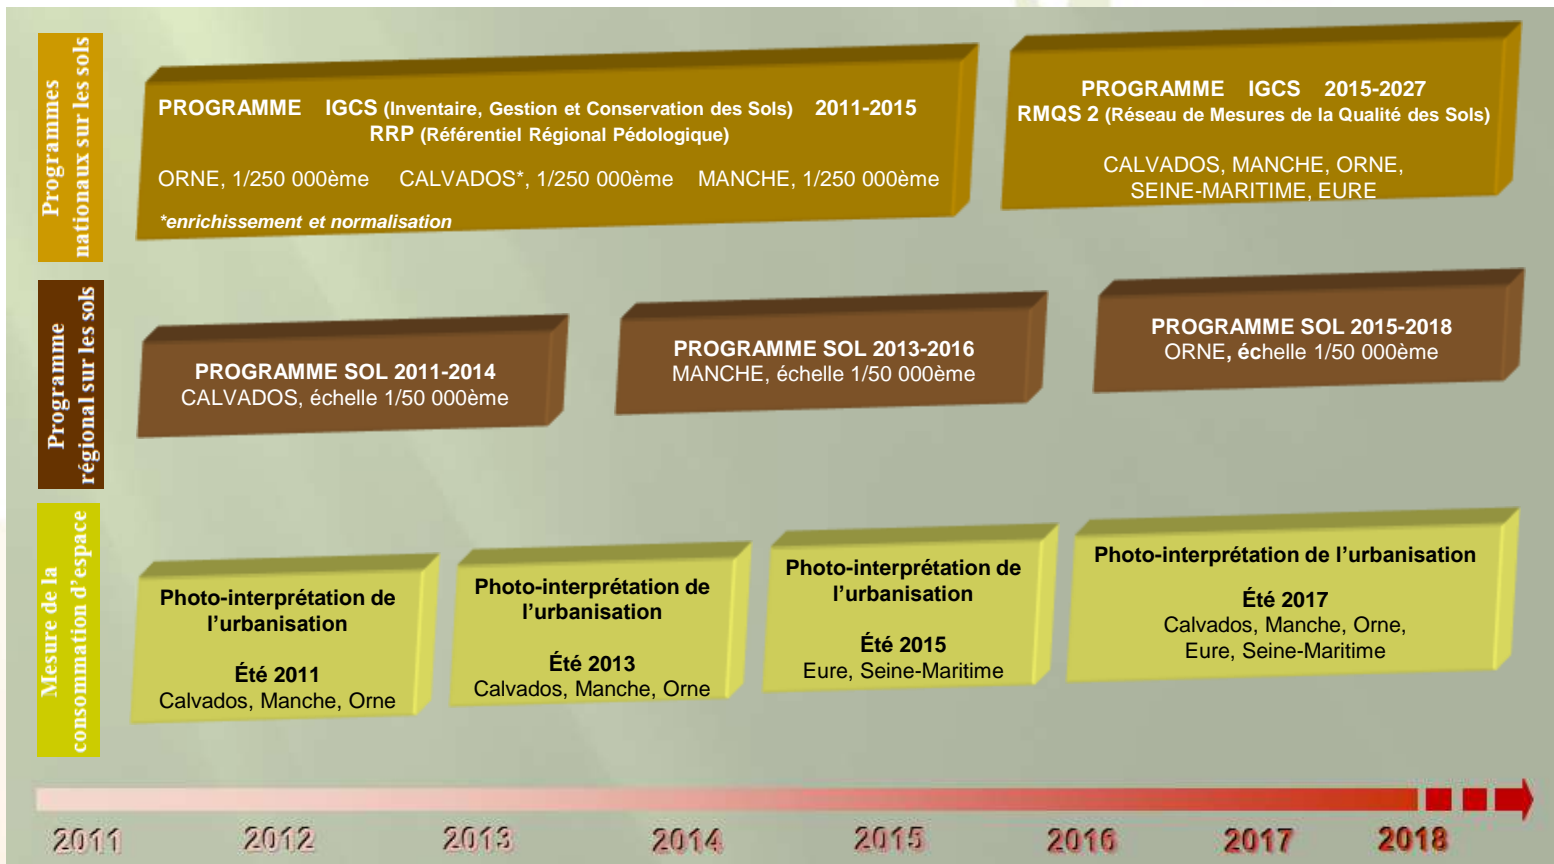 Programmes
nationaux sur les sols
PROGRAMME IGCS (Inventaire, Gestion et Conservation des Sols) 2011-2015
RRP (Référentiel Régional Pédologique)
ORNE, 1/250 000ème CALVADOS*, 1/250 000ème MANCHE, 1/250 000ème
*enrichissement et normalisation
PROGRAMME IGCS 2015-2027
RMQS 2 (Réseau de Mesures de la Qualité des Sols)
CALVADOS, MANCHE, ORNE,
SEINE-MARITIME, EURE
Programme
régional sur les sols
PROGRAMME SOL 2011-2014
CALVADOS, échelle 1/50 000ème
PROGRAMME SOL 2013-2016
MANCHE, échelle 1/50 000ème
PROGRAMME SOL 2015-2018
ORNE, échelle 1/50 000ème
Mesure de la
consommation d'espace
Photo-interprétation de
l'urbanisation
Été 2011
Calvados, Manche, Orne
Photo-interprétation de
l'urbanisation
Été 2013
Calvados, Manche, Orne
Photo-interprétation de
l'urbanisation
Été 2015
Eure, Seine-Maritime
Photo-interprétation de l'urbanisation
Été 2017
Calvados, Manche, Orne,
Eure, Seine-Maritime
2011 2012 2013 2014 2015 2016 2017 2018